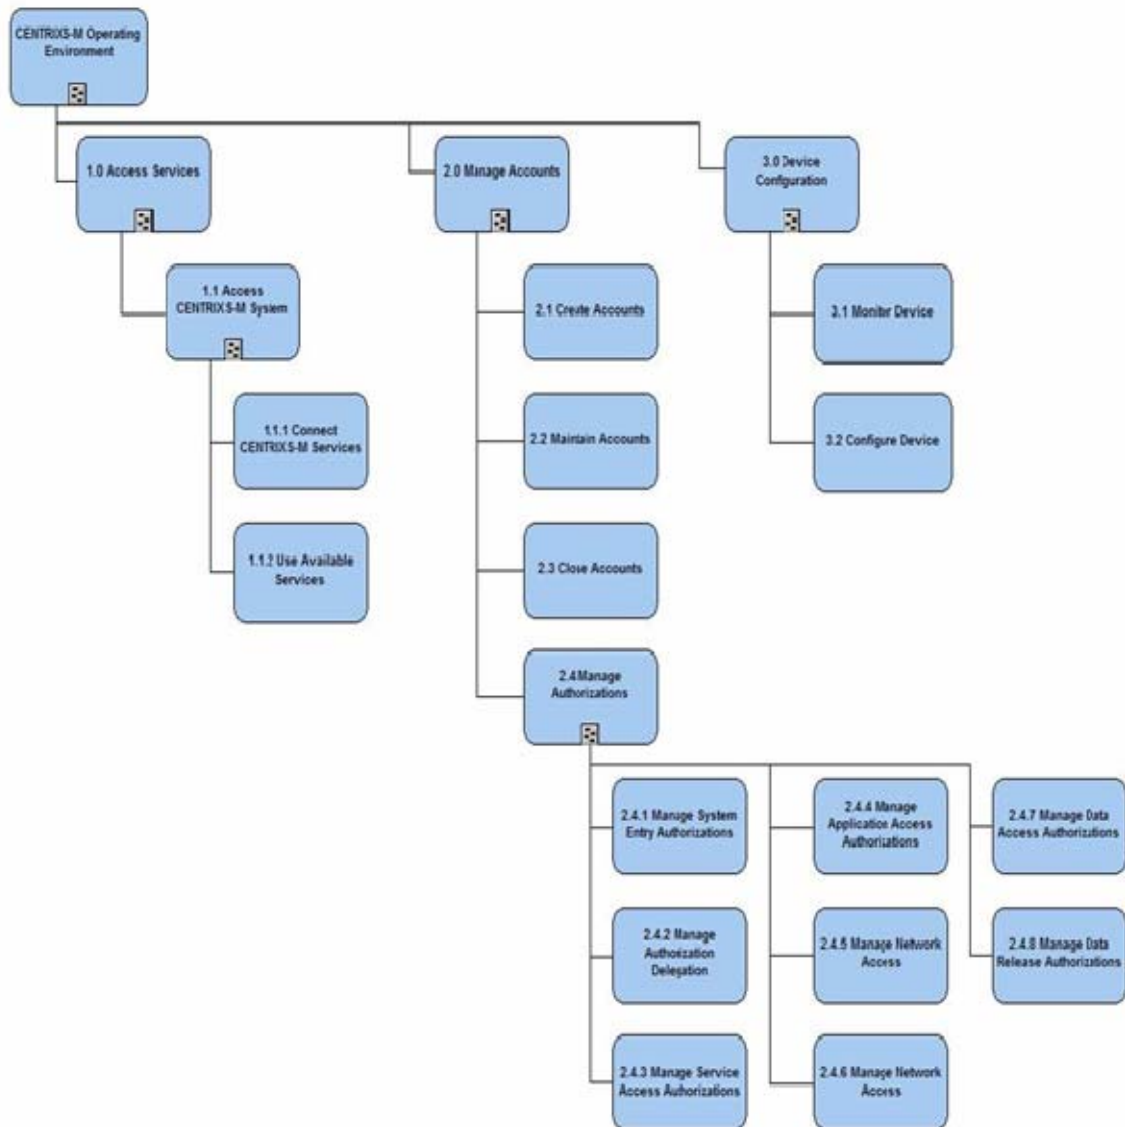 CENTRIXS-M Operating
Environment
1.0 Access Services
2.0 Manage Accounts
3.0 Device
Configuration
1.1 Access
CENTRIXS-M System
2.1 Create Accounts
3.1 Monitor Device
1.1.1 Connect
CENTRIXS-M Services
2.2 Maintain Accounts
3.2 Configure Device
1.1.2 Use Available
Services
2.3 Close Accounts
2.4 Manage
Authorizations
2.4.1 Manage System
Entry Authorizations
2.4.4 Manage
Application Access
Authorizations
2.4.7 Manage Data
Access Authorizations
2.4.2 Manage
Authorization
Delegation
2.4.5 Manage Network
Access
2.4.8 Manage Data
Release Authorizations
2.4.3 Manage Service
Access Authorizations
2.4.6 Manage Network
Access